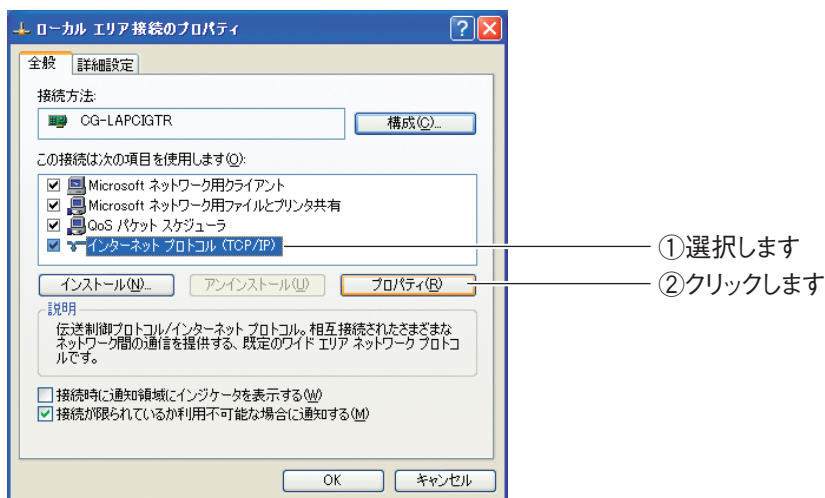 ローカル エリア接続のプロパティ
全般 詳細設定
接続方法:
CG-LAPCIGTR 構成(C)...
この接続は次の項目を使用します(O):
Microsoft ネットワーク用クライアント
Microsoft ネットワーク用ファイルとプリンタ共有
QoS パケット スケジューラ
インターネット プロトコル (TCP/IP)
①選択します
インストール(N)... アンインストール(U) プロパティ(R)
②クリックします
説明
伝送制御プロトコル/インターネット プロトコル。相互接続されたさまざまな
ネットワーク間の通信を提供する、既定のワイド エリア ネットワーク プロトコ
ルです。
接続時に通知領域にインジケータを表示する(W)
接続が限られているか利用不可能な場合に通知する(M)
OK キャンセル